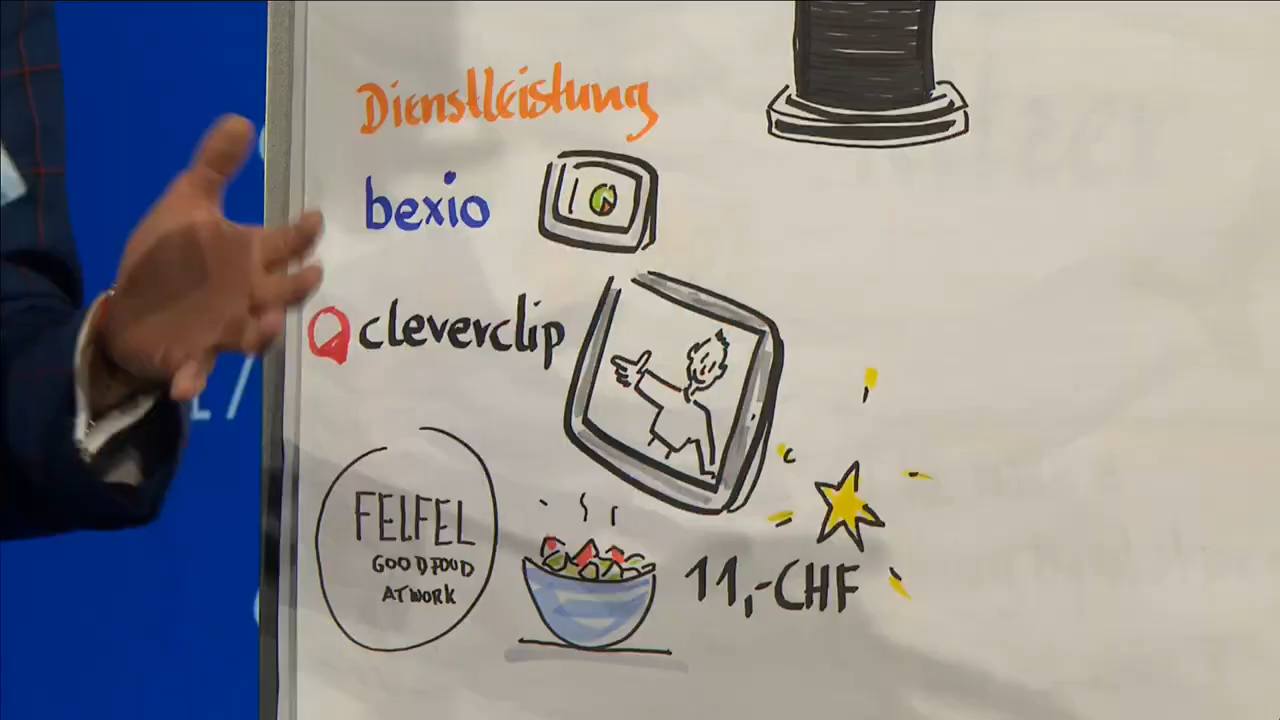 Dienstleistung
bexio
cleverclip
FELFEL
GOOD FOOD
AT WORK
11,-CHF